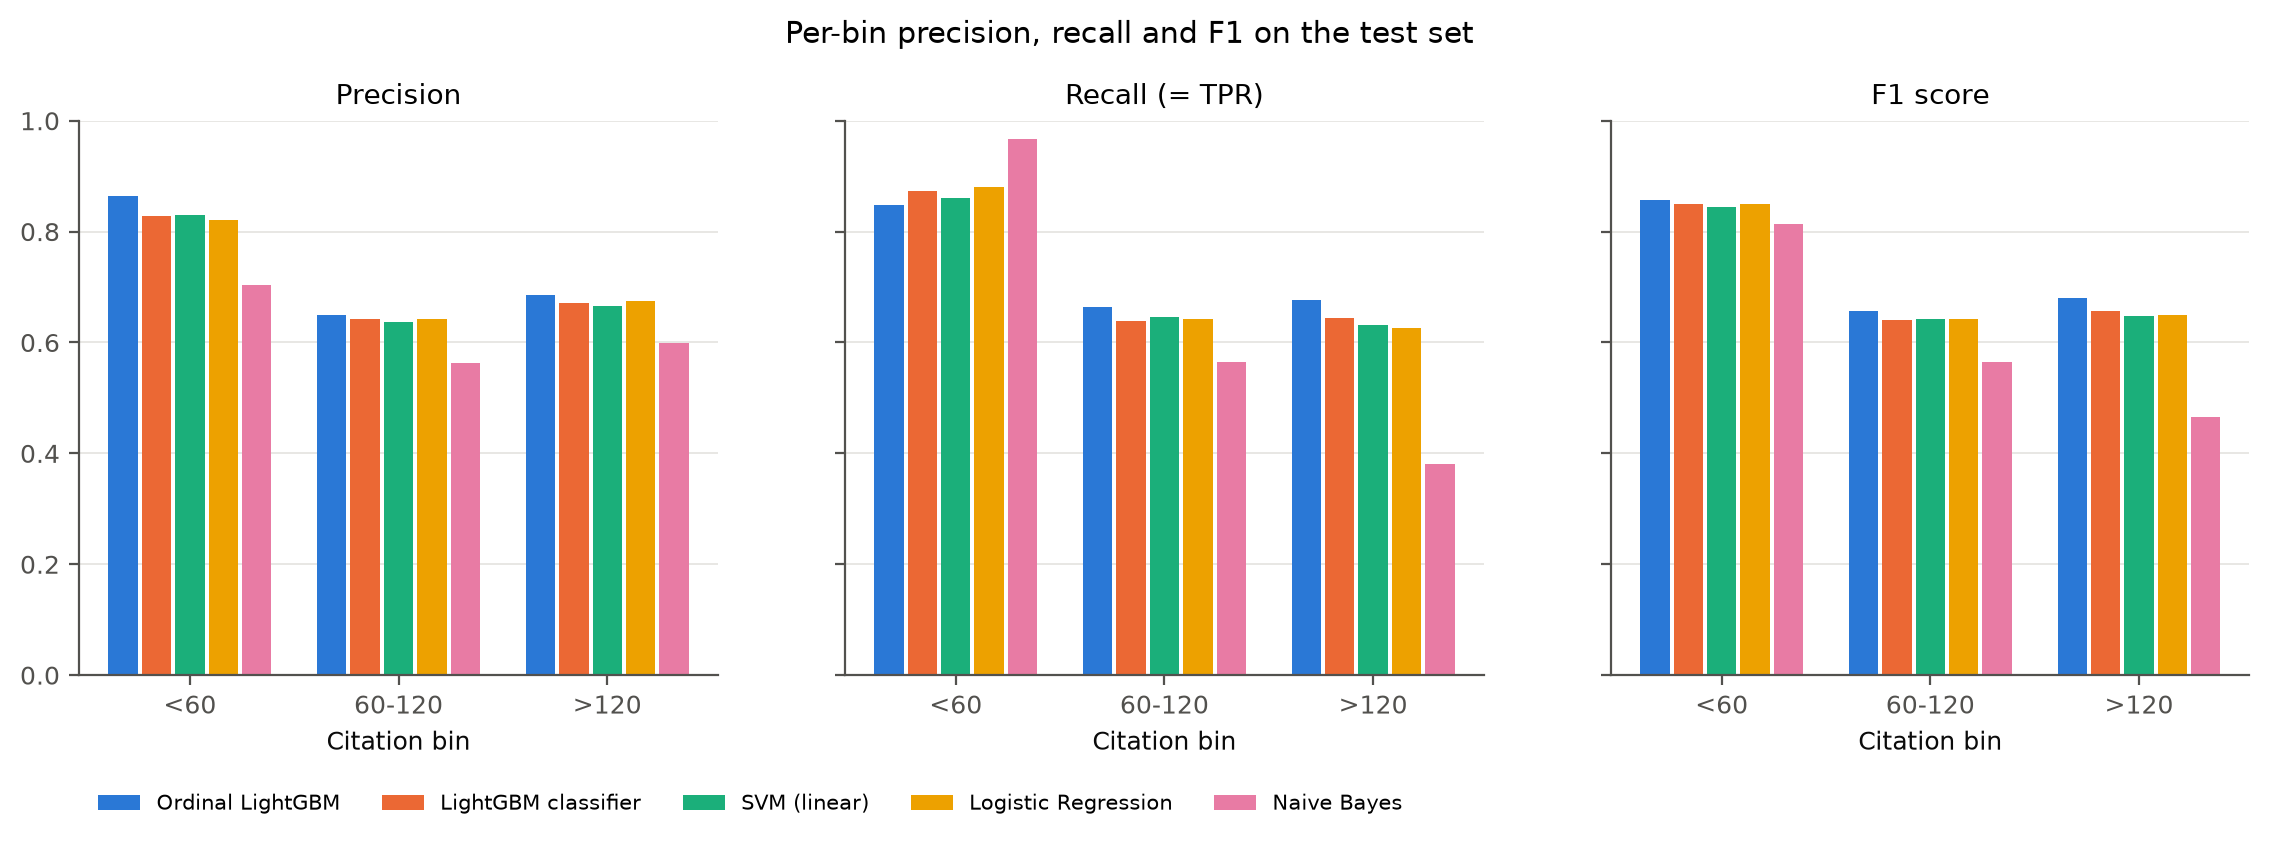 Per-bin precision, recall and F1 on the test set
Precision
1.0
0.8
0.6
0.4
0.2
0.0
<60 60-120 >120
Citation bin
Recall (= TPR)
<60 60-120 >120
Citation bin
F1 score
<60 60-120 >120
Citation bin
Ordinal LightGBM LightGBM classifier SVM (linear) Logistic Regression Naive Bayes